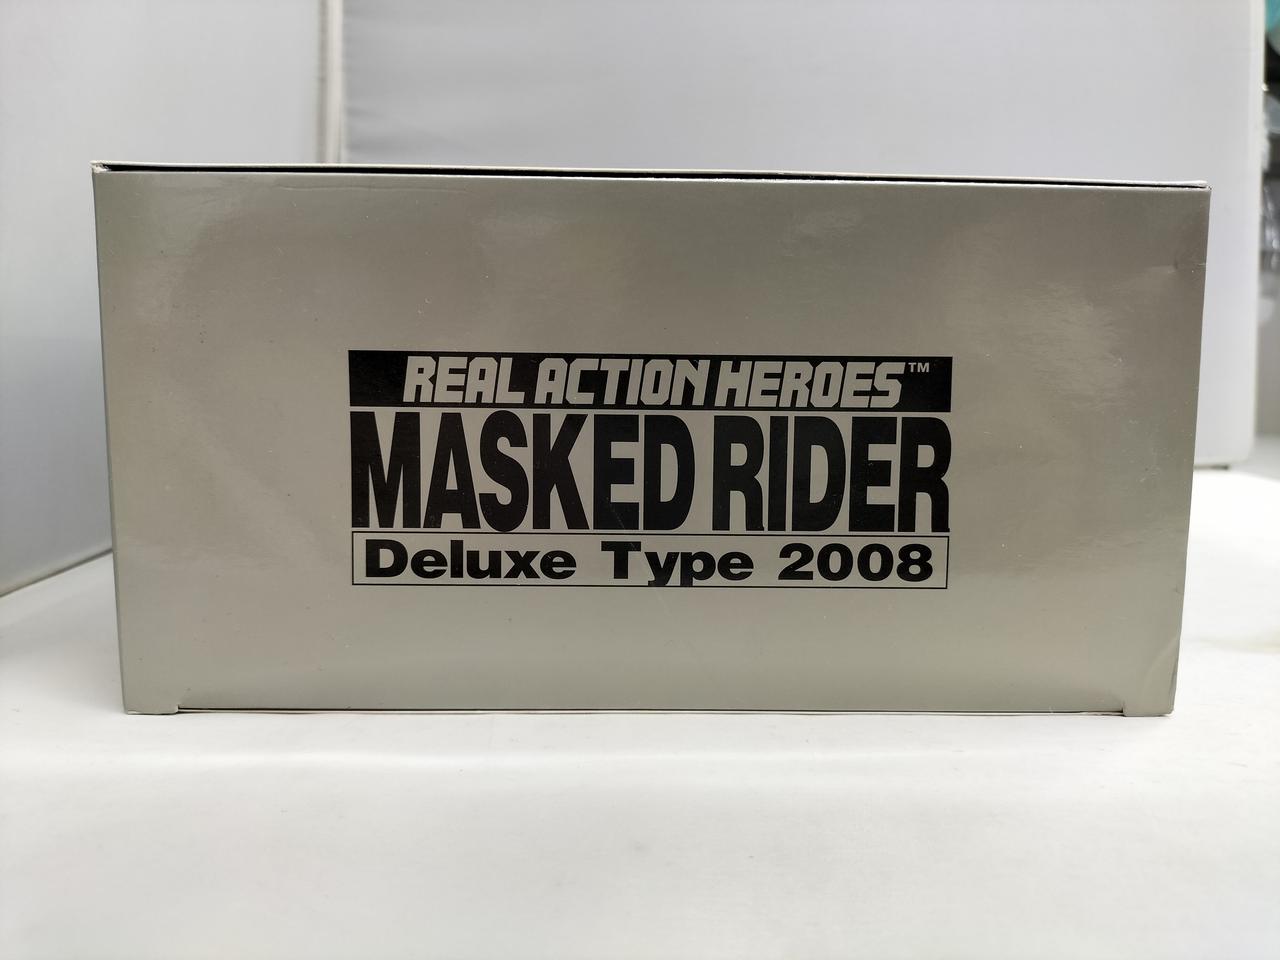 REAL ACTION HEROES™
MASKED RIDER
Deluxe Type 2008